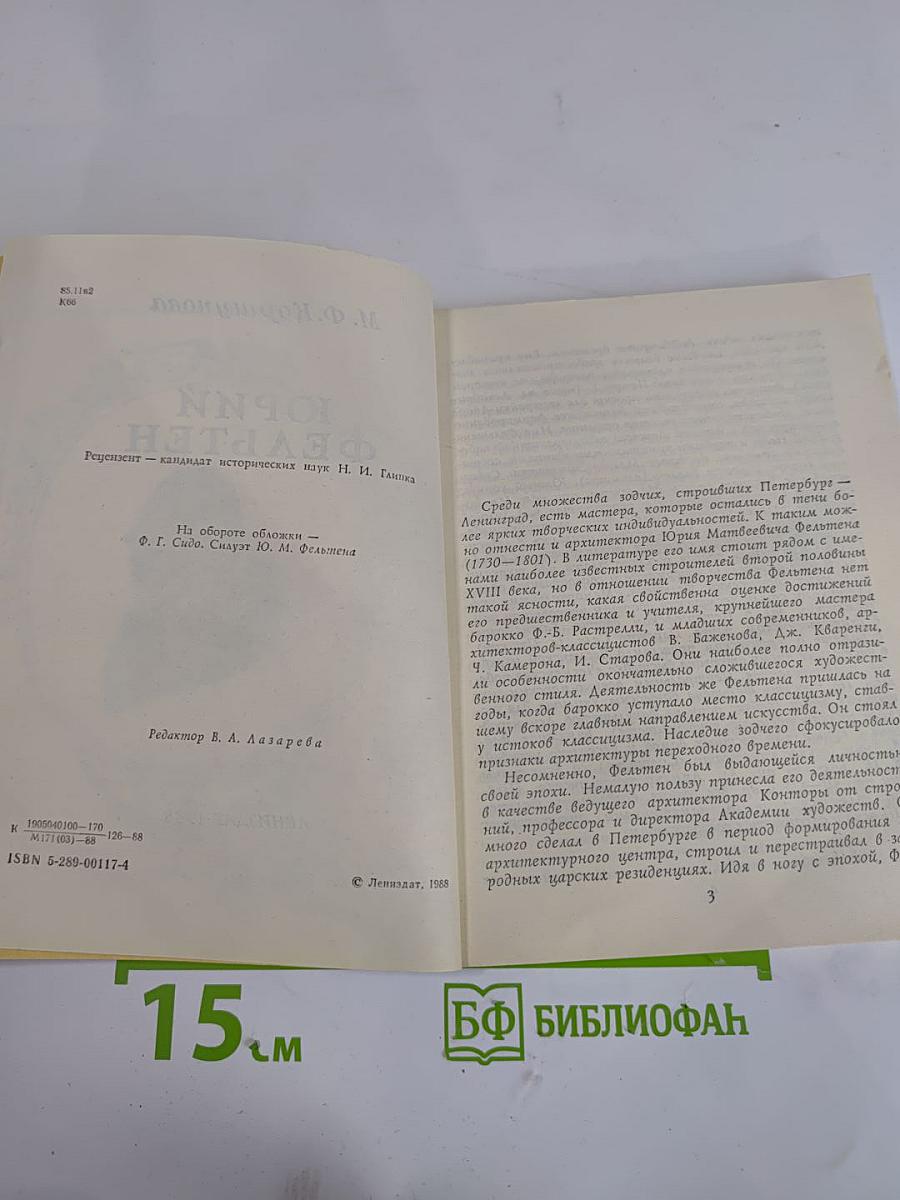 85.11в2
К66
М. Ф. Коршунова
ЮРИЙ
ФЕЛЬТЕН
Рецензент — кандидат исторических наук Н. И. Глинка
На обороте обложки —
Ф. Г. Сидо. Силуэт Ю. М. Фельтена
Редактор В. А. Лазарева
К 1905040100—170
М171(03)—88 126—88
ISBN 5-289-00117-4
© Лениздат, 1988
Среди множества зодчих, строивших Петербург —
Ленинград, есть мастера, которые остались в тени бо-
лее ярких творческих индивидуальностей. К таким мож-
но отнести и архитектора Юрия Матвеевича Фельтена
(1730—1801). В литературе его имя стоит рядом с име-
нами наиболее известных строителей второй половины
XVIII века, но в отношении творчества Фельтена нет
такой ясности, какая свойственна оценке достижений
его предшественника и учителя, крупнейшего мастера
барокко Ф.-Б. Растрелли, и младших современников, ар-
хитекторов-классицистов В. Баженова, Дж. Кваренги,
Ч. Камерона, И. Старова. Они наиболее полно отрази-
ли особенности окончательно сложившегося художест-
венного стиля. Деятельность же Фельтена пришлась на
годы, когда барокко уступало место классицизму, став-
шему вскоре главным направлением искусства. Он стоял
у истоков классицизма. Наследие зодчего сфокусировало
признаки архитектуры переходного времени.
Несомненно, Фельтен был выдающейся личностью
своей эпохи. Немалую пользу принесла его деятельност
в качестве ведущего архитектора Конторы от стро
ний, профессора и директора Академии художеств. 
много сделал в Петербурге в период формирования
архитектурного центра, строил и перестраивал в за
родных царских резиденциях. Идя в ногу с эпохой, Ф
3
15 см
БФ БИБЛИОФАН